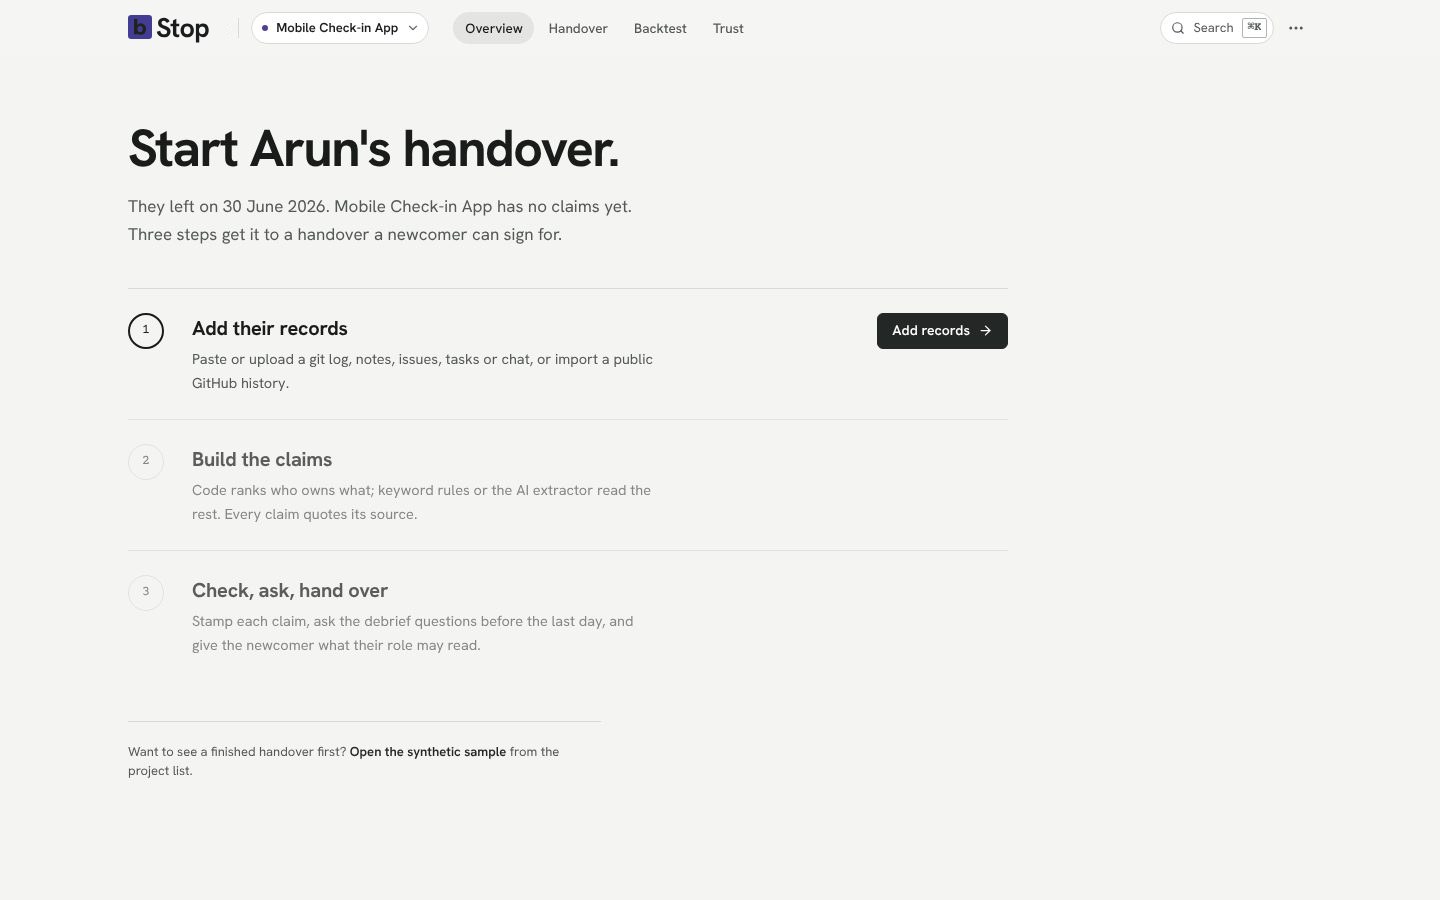 b Stop
Mobile Check-in App
Overview
Handover
Backtest
Trust
Search ⌘K
Start Arun's handover.
They left on 30 June 2026. Mobile Check-in App has no claims yet.
Three steps get it to a handover a newcomer can sign for.
1
Add their records
Add records →
Paste or upload a git log, notes, issues, tasks or chat, or import a public
GitHub history.
2
Build the claims
Code ranks who owns what; keyword rules or the AI extractor read the
rest. Every claim quotes its source.
3
Check, ask, hand over
Stamp each claim, ask the debrief questions before the last day, and
give the newcomer what their role may read.
Want to see a finished handover first? Open the synthetic sample from the
project list.